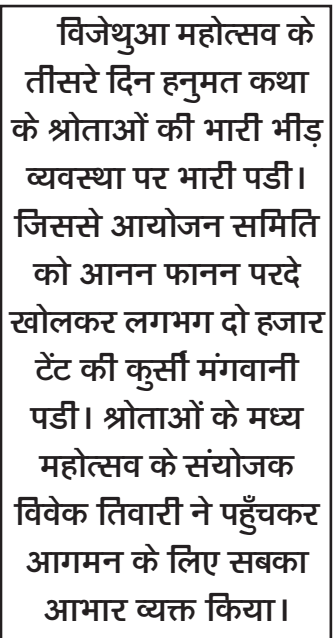 विजेथुआ महोत्सव के
तीसरे दिन हनुमत कथा
के श्रोताओं की भारी भीड़
व्यवस्था पर भारी पडी।
जिससे आयोजन समिति
को आनन फानन परदे
खोलकर लगभग दो हजार
टेंट की कुर्सी मंगवानी
पडी। श्रोताओं के मध्य
महोत्सव के संयोजक
विवेक तिवारी ने पहुँचकर
आगमन के लिए सबका
आभार व्यक्त किया।